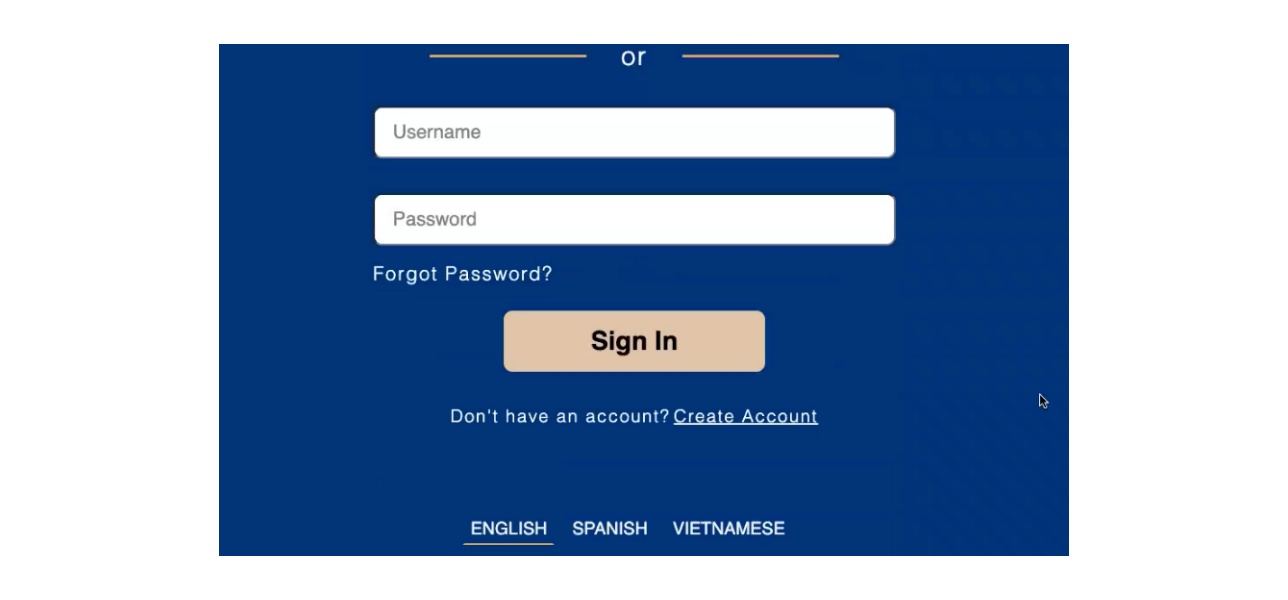 or
Username
Password
Forgot Password?
Sign In
Don't have an account? Create Account
ENGLISH SPANISH VIETNAMESE